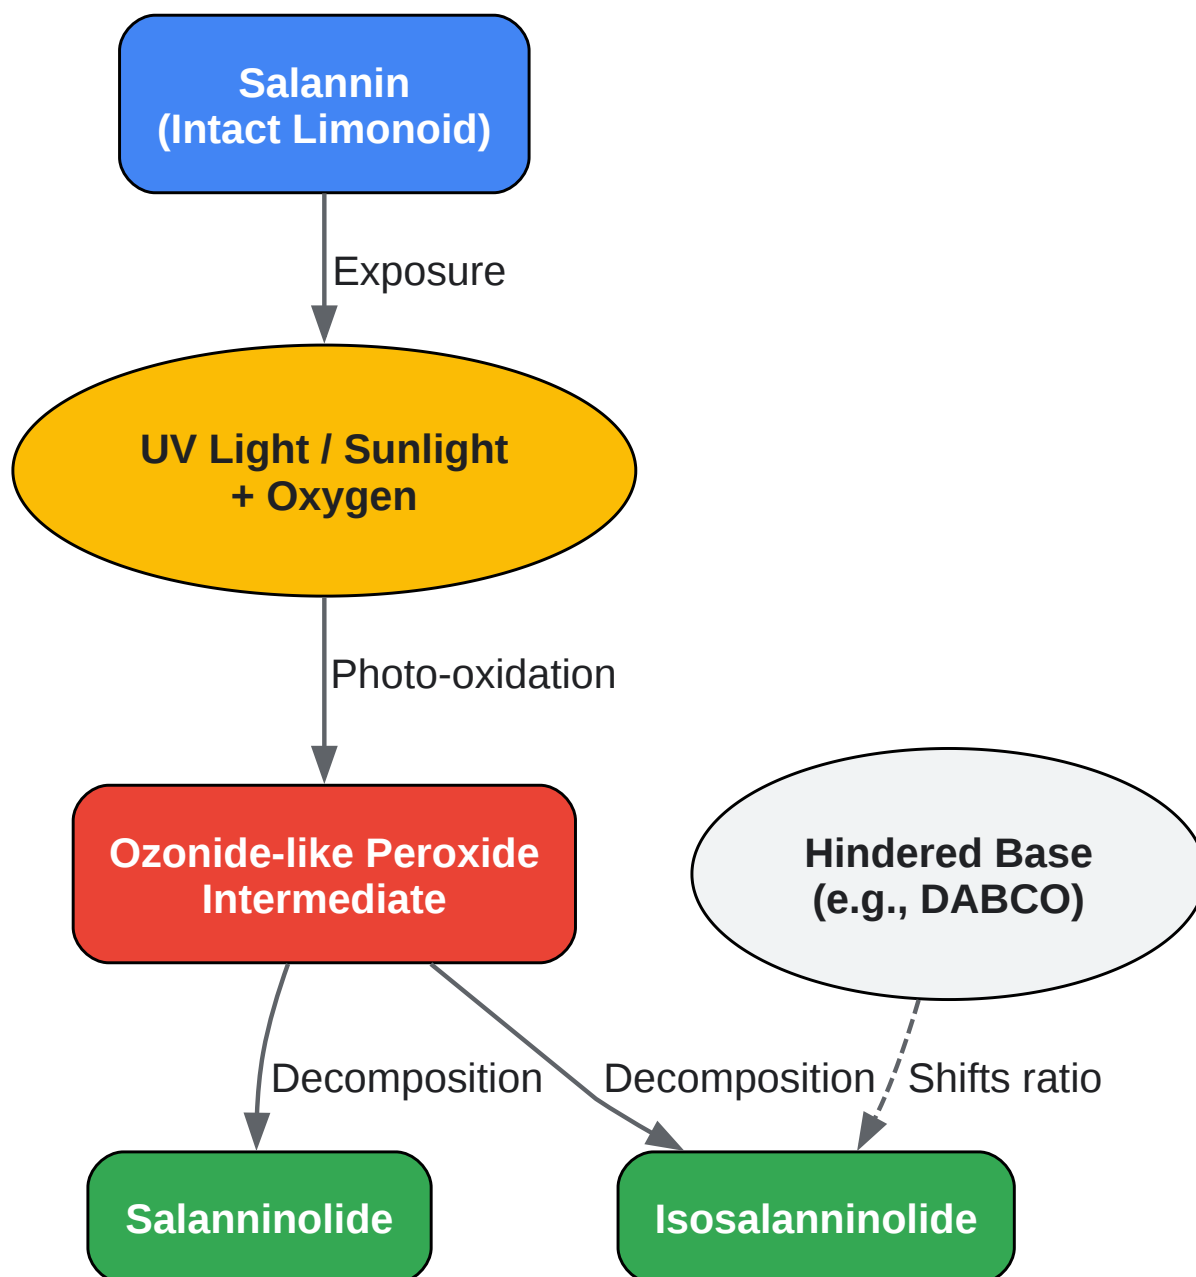 Salannin
(Intact Limonoid)
Exposure
UV Light / Sunlight
+ Oxygen
Photo-oxidation
Ozonide-like Peroxide
Intermediate
Hindered Base
(e.g., DABCO)
Decomposition
Decomposition
Shifts ratio
Salanninolide
Isosalanninolide